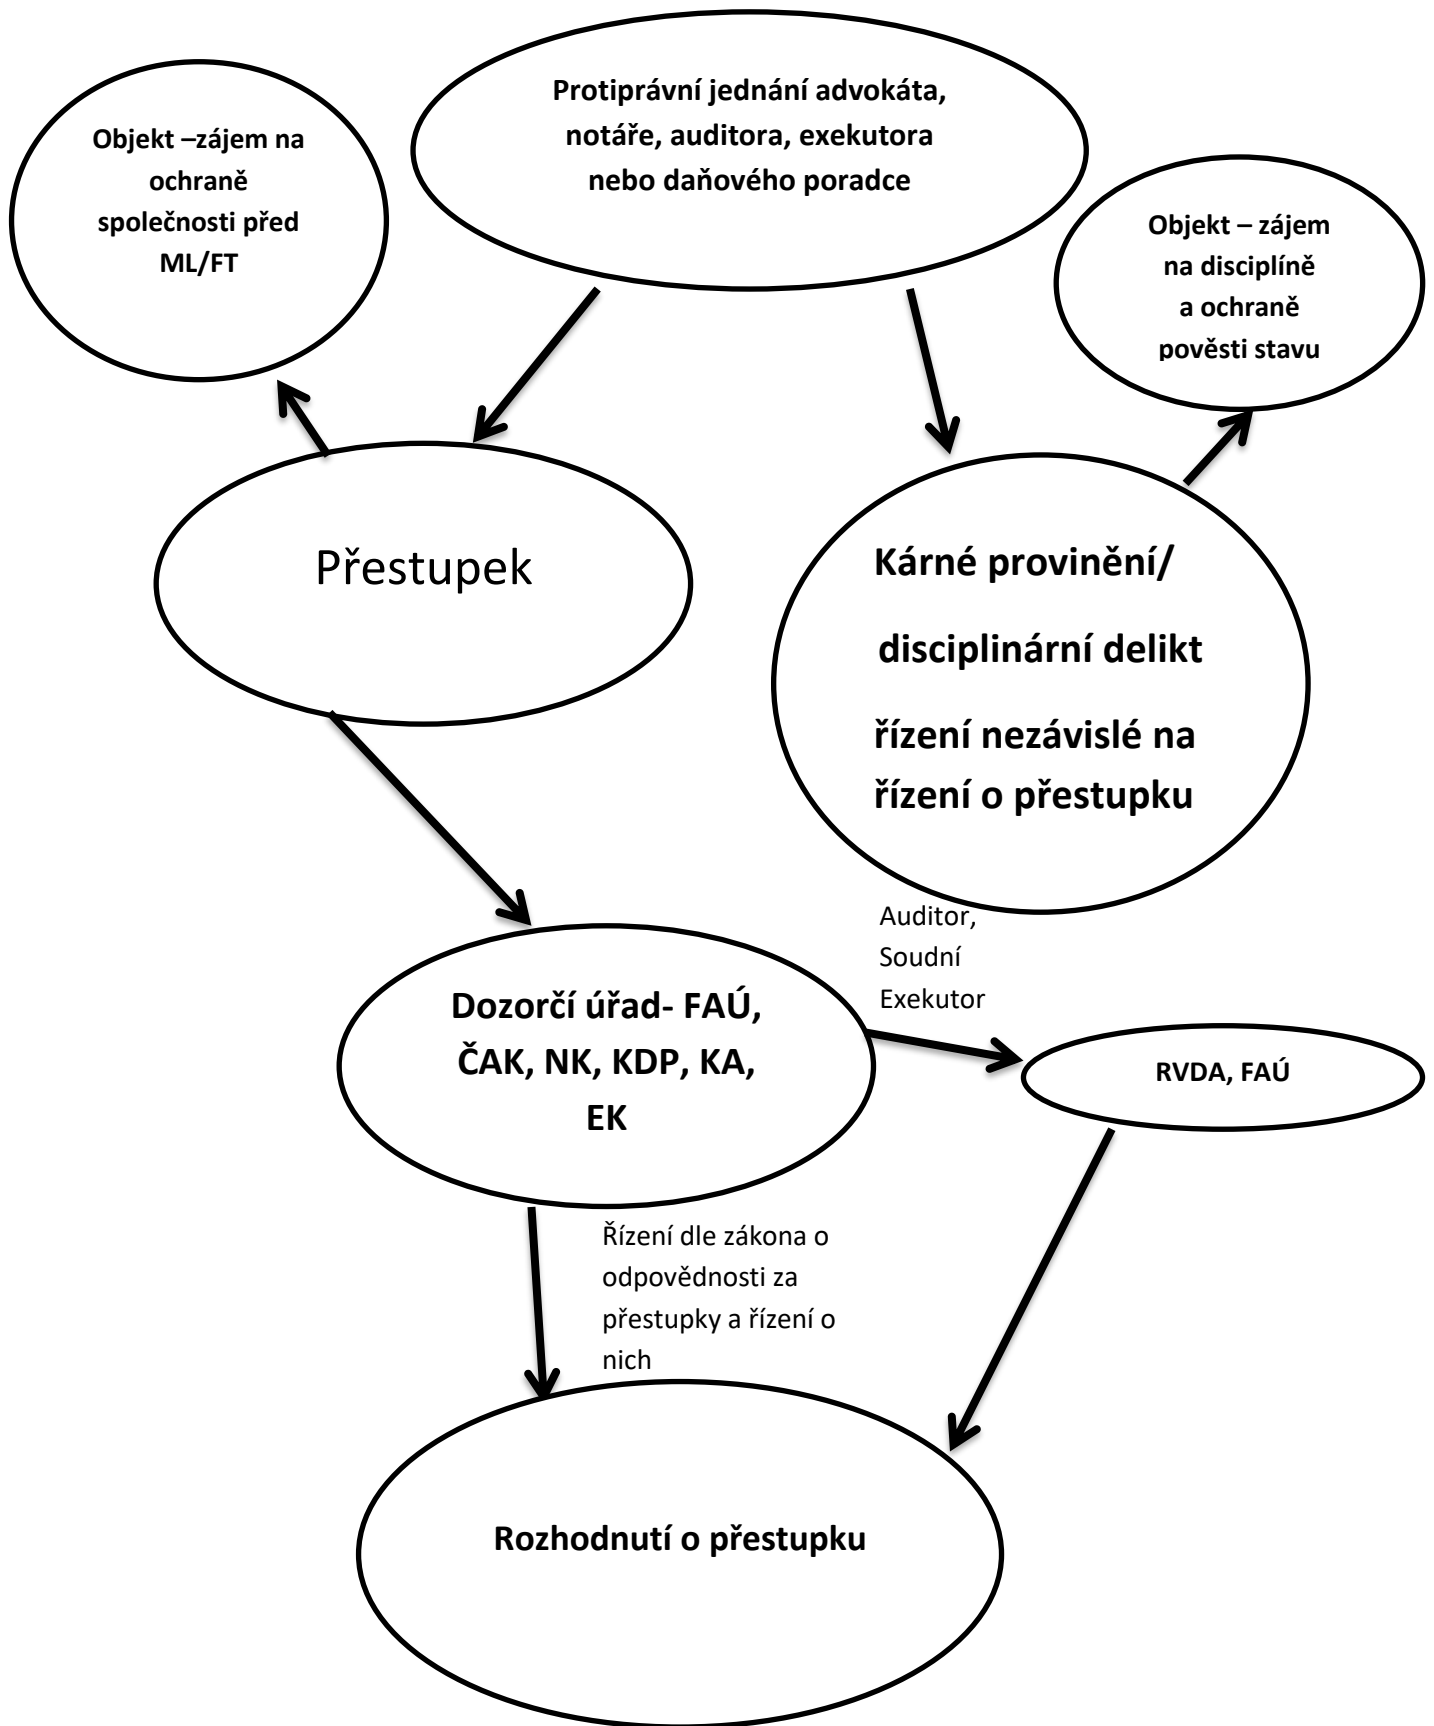 Protiprávní jednání advokáta,
notáře, auditora, exekutora
nebo daňového poradce
Objekt –zájem na
ochraně
společnosti před
ML/FT
Objekt – zájem
na disciplíně
a ochraně
pověsti stavu
Přestupek
Kárné provinění/
disciplinární delikt
řízení nezávislé na
řízení o přestupku
Auditor,
Soudní
Exekutor
Dozorčí úřad- FAÚ,
ČAK, NK, KDP, KA,
EK
RVDA, FAÚ
Řízení dle zákona o
odpovědnosti za
přestupky a řízení o
nich
Rozhodnutí o přestupku